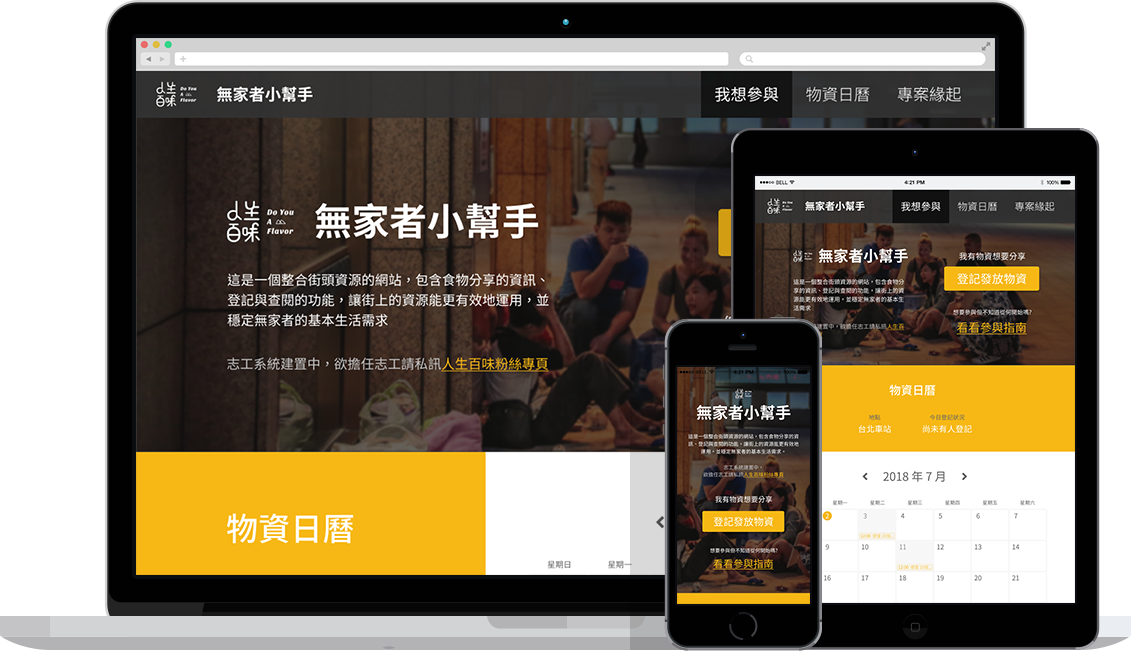 人生百味
Do You
A
Flavor
無家者小幫手
我想參與
物資日曆
專案緣起
人生百味
Do You
A
Flavor
無家者小幫手
這是一個整合街頭資源的網站，包含食物分享的資訊、
登記與查閱的功能，讓街上的資源能更有效地運用，並
穩定無家者的基本生活需求
志工系統建置中，欲擔任志工請私訊人生百味粉絲專頁
物資日曆
星期日
星期一
BELL
4:21 PM
100%
無家者小幫手
我想參與
物資日曆
專案緣起
無家者小幫手
這是一個整合街頭資源的網站，包含食物分
享的資訊、登記與查閱的功能，讓街上的資
源能更有效地運用，並穩定無家者的基本生
活需求
建置中，欲擔任志工請私訊人生百
我有物資想要分享
登記發放物資
想要參與但不知道從何開始嗎?
看看參與指南
物資日曆
地點
今日登記狀況
台北車站
尚未有人登記
2018 年 7 月
星期一
星期二
星期三
星期四
星期五
星期六
2
3
4
5
6
7
9
10
11
12
13
14
16
17
18
19
20
21
BELL
4:21 PM
100%
無家者小幫手
這是一個整合街頭資源的網站，包含食物分享的資
訊、登記與查閱的功能，讓街上的資源能更有效地
運用，並穩定無家者的基本生活需求。
志工系統建置中，
欲擔任志工請私訊人生百味粉絲專頁
我有物資想要分享
登記發放物資
想要參與但不知道從何開始嗎?
看看參與指南